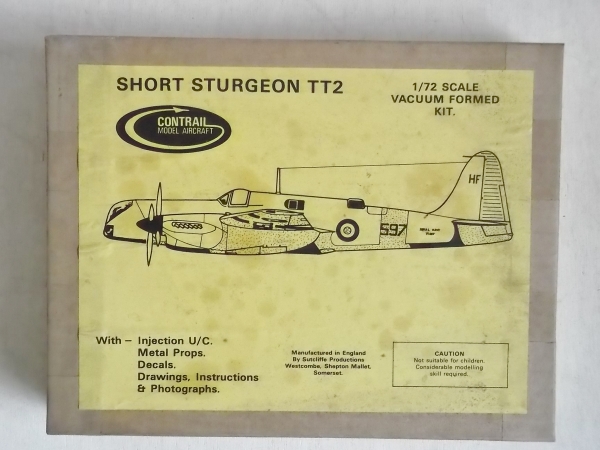 SHORT STURGEON TT2
1/72 SCALE
VACUUM FORMED
KIT.
CONTRAIL
MODEL AIRCRAFT
HF
597
With – Injection U/C.
Metal Props.
Decals.
Drawings, Instructions
& Photographs.
Manufactured in England
By Sutcliffe Productions
Westcombe, Shepton Mallet,
Somerset.
CAUTION
Not suitable for children.
Considerable modelling
skill required.